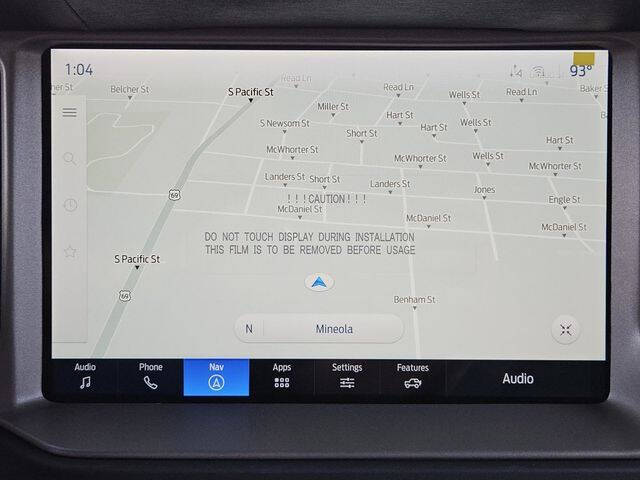 1:04
93°
Read Ln
Belcher St
S Pacific St
Read Ln
Wells St
Read Ln
Baker S
Miller St
Hart St
S Newsom St
Short St
Hart St
Wells St
Hart St
McWhorter St
McWhorter St
Wells St
McWhorter St
Landers St
Short St
Landers St
Jones
Engle St
!!!CAUTION!!!
McDaniel St
McDaniel St
McDaniel St
DO NOT TOUCH DISPLAY DURING INSTALLATION
THIS FILM IS TO BE REMOVED BEFORE USAGE
69
S Pacific St
69
Benham St
N Mineola
Audio Phone Nav Apps Settings Features
Audio